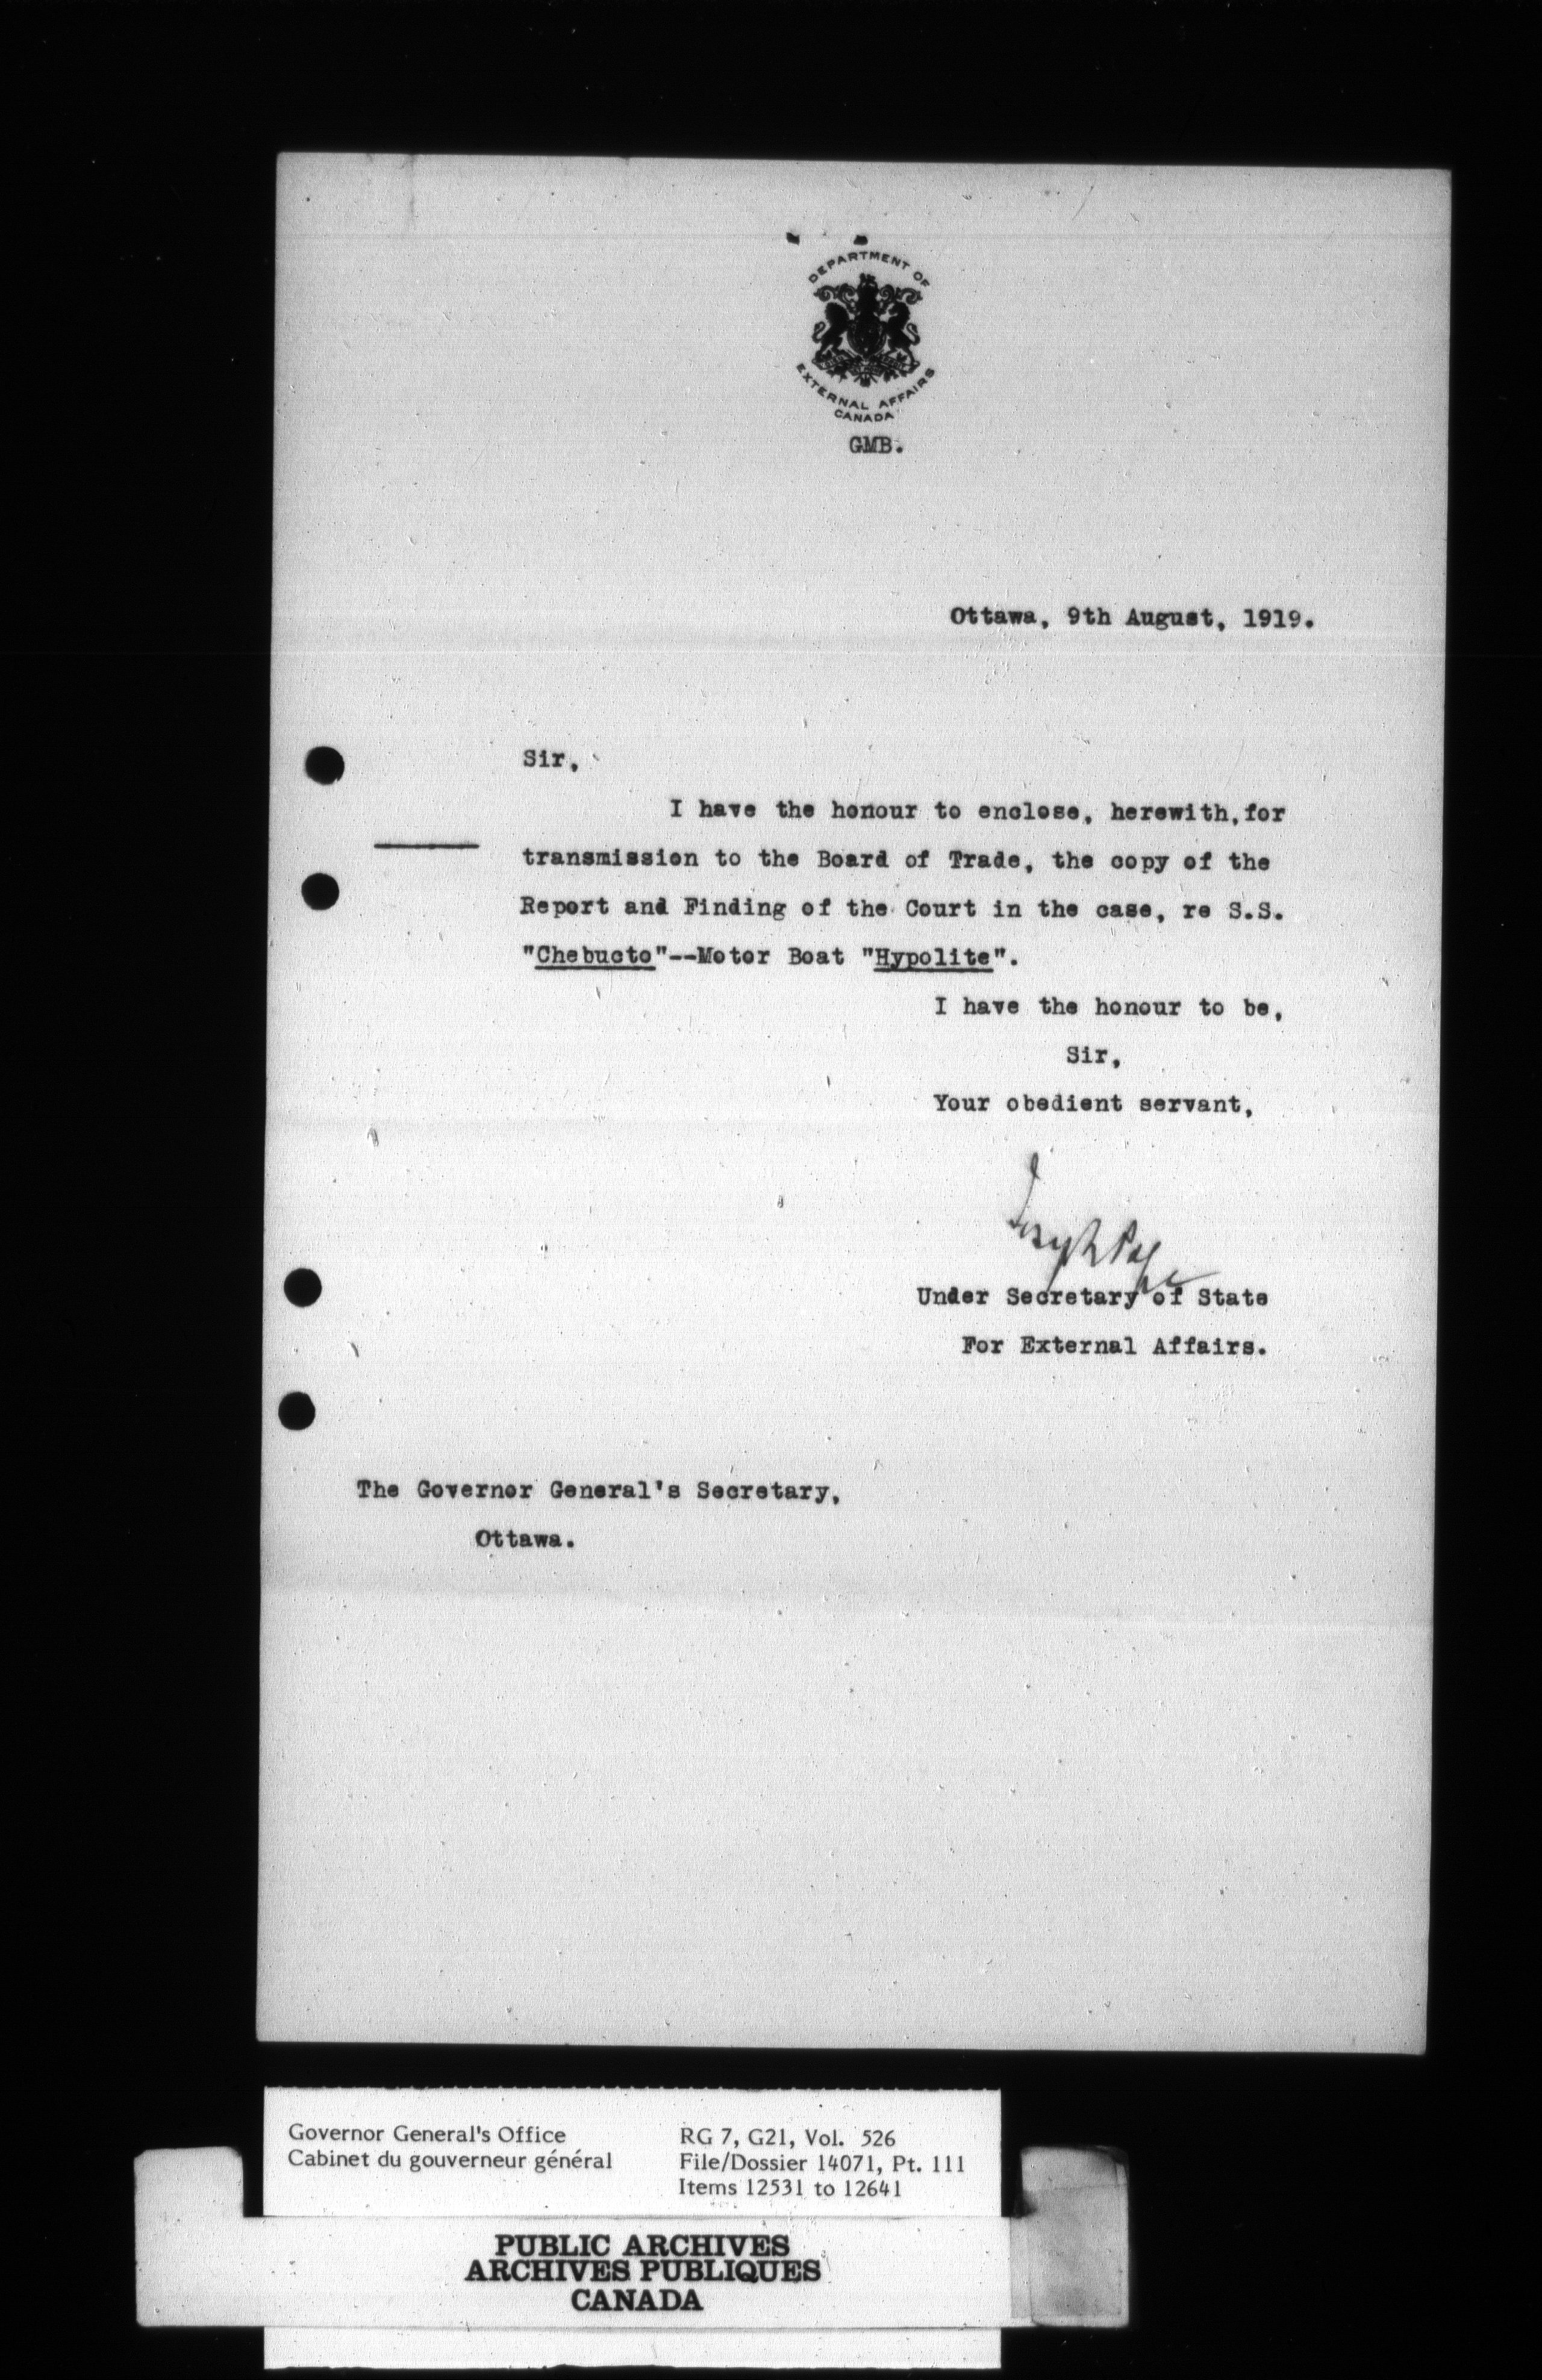 DEPARTMENT OF
EXTERNAL AFFAIRS
CANADA
GMB.
Ottawa, 9th August, 1919.
Sir,
I have the honour to enclose, herewith, for
transmission to the Board of Trade, the copy of the
Report and Finding of the Court in the case, re S.S.
"Chebucto"--Motor Boat "Hypolite".
I have the honour to be,
Sir,
Your obedient servant,
Joseph Pope
Under Secretary of State
For External Affairs.
The Governor General's Secretary,
Ottawa.
Governor General's Office
Cabinet du gouverneur général
RG 7, G21, Vol. 526
File/Dossier 14071, Pt. 111
Items 12531 to 12641
PUBLIC ARCHIVES
ARCHIVES PUBLIQUES
CANADA